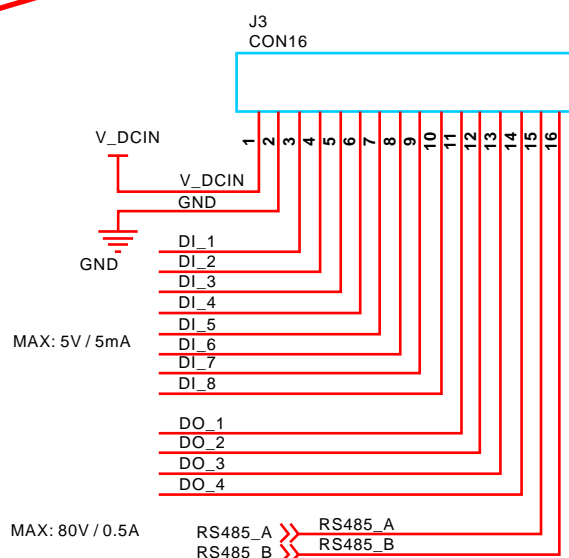 J3
CON16
1 2 3 4 5 6 7 8 9 10 11 12 13 14 15 16
V_DCIN
V_DCIN
GND
GND
DI_1
DI_2
DI_3
DI_4
DI_5
MAX: 5V / 5mA
DI_6
DI_7
DI_8
DO_1
DO_2
DO_3
DO_4
MAX: 80V / 0.5A
RS485_A RS485_A
RS485_B RS485_B